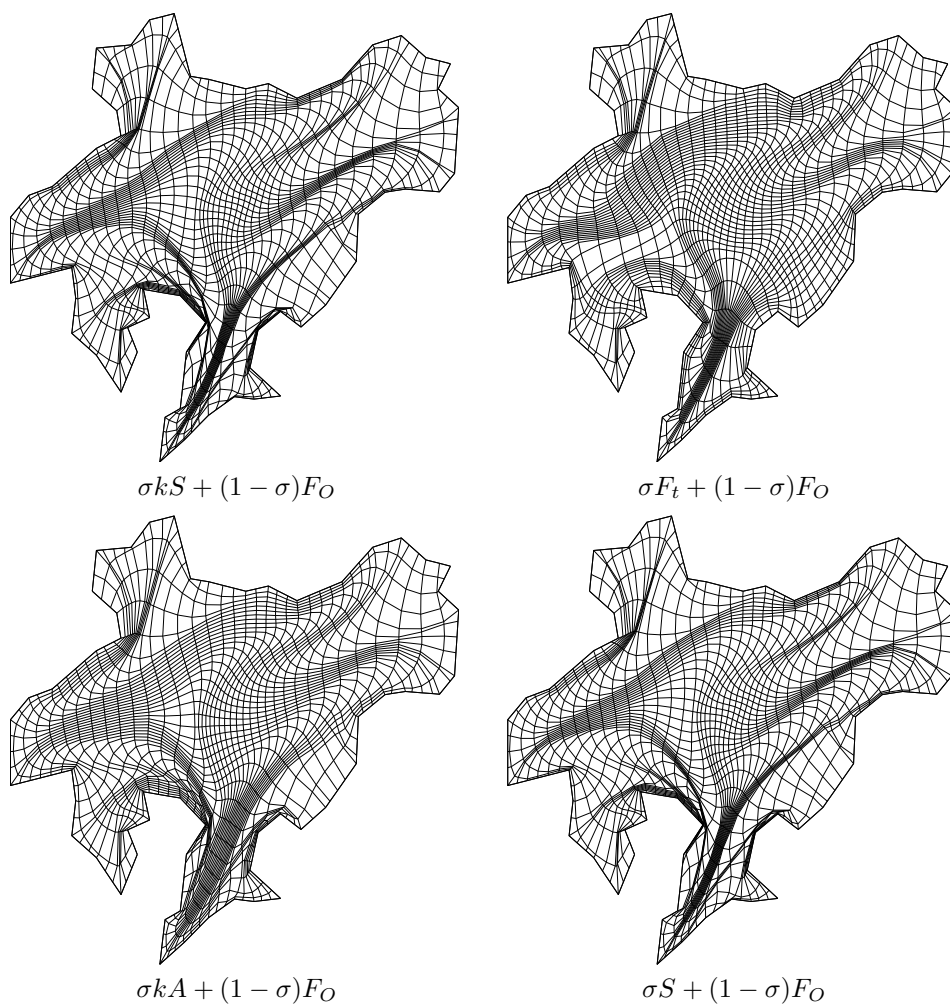 σkS + (1 − σ)F_O
σF_t + (1 − σ)F_O
σkA + (1 − σ)F_O
σS + (1 − σ)F_O